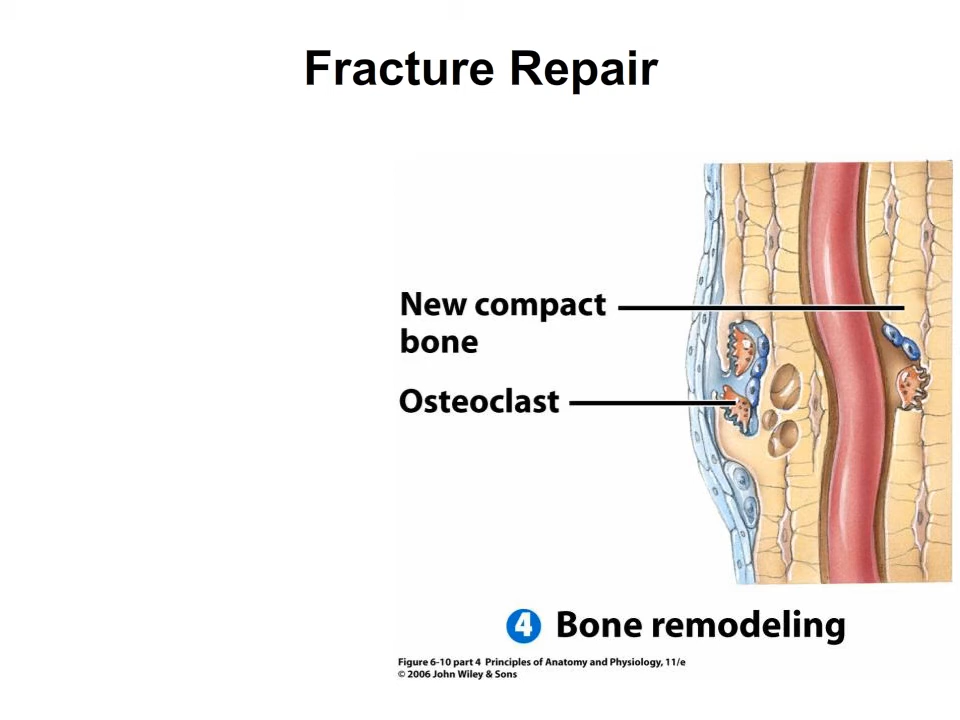 Fracture Repair
New compact
bone
Osteoclast
4 Bone remodeling
Figure 6-10 part 4 Principles of Anatomy and Physiology, 11/e
© 2006 John Wiley & Sons